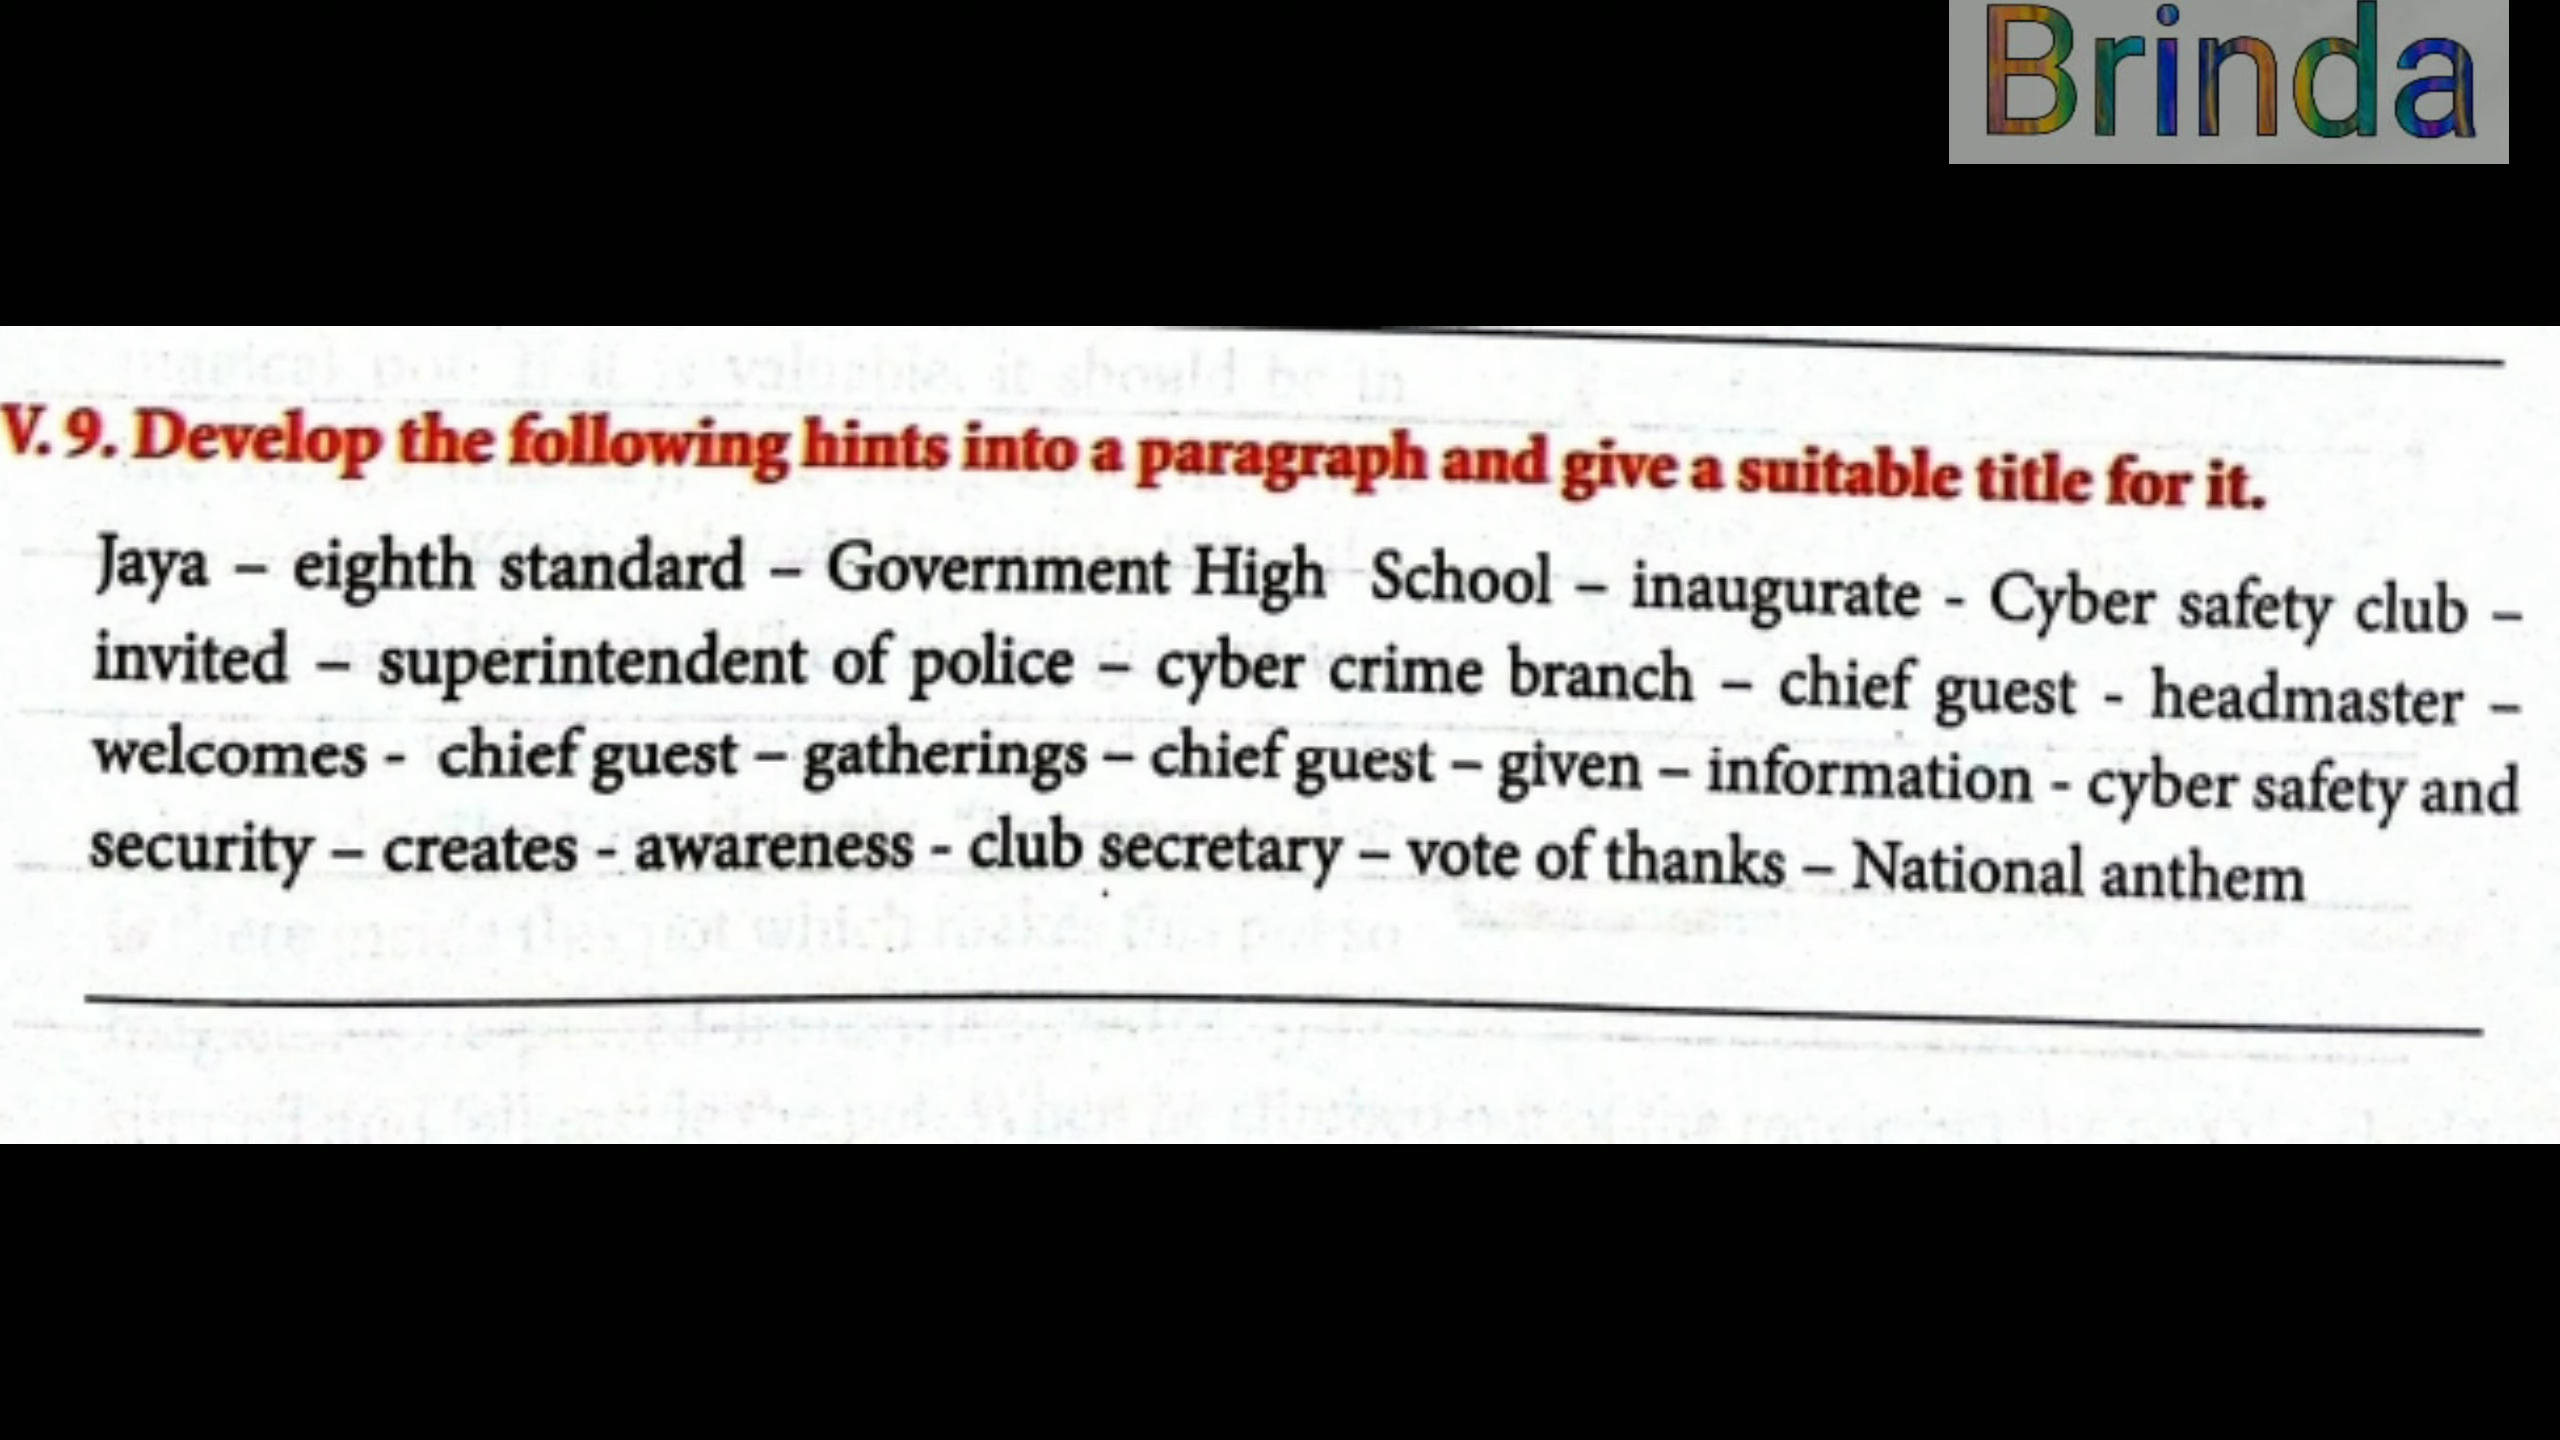 Brinda
V. 9. Develop the following hints into a paragraph and give a suitable title for it.
Jaya – eighth standard – Government High School – inaugurate - Cyber safety club –
invited – superintendent of police – cyber crime branch – chief guest - headmaster –
welcomes - chief guest – gatherings – chief guest – given – information - cyber safety and
security – creates - awareness - club secretary – vote of thanks – National anthem